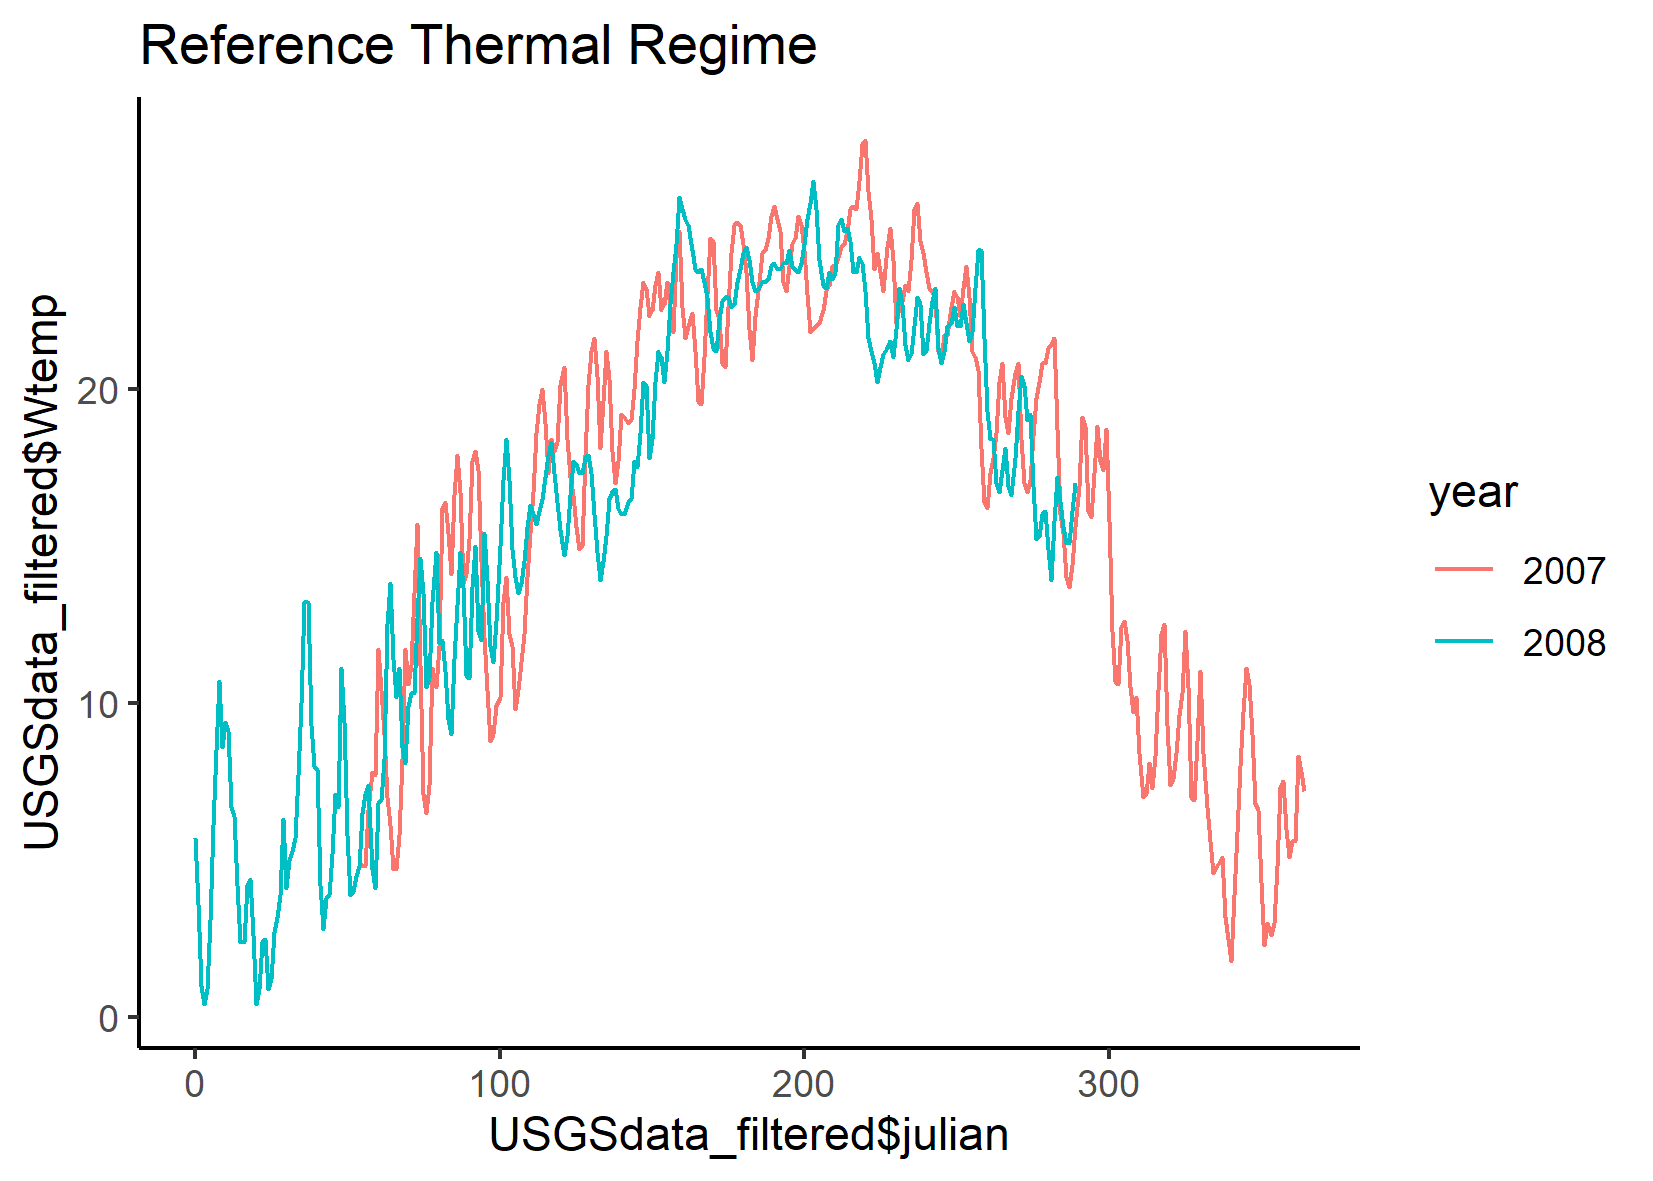 Reference Thermal Regime
USGSdata_filtered$Wtemp
20
10
0
0 100 200 300
USGSdata_filtered$julian
year
2007
2008